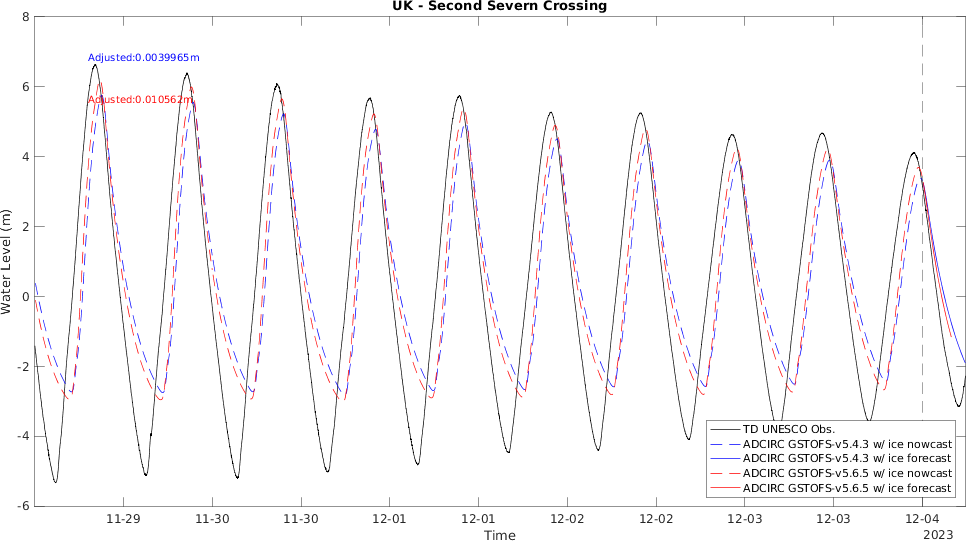 UK - Second Severn Crossing
8
Adjusted:0.0039965m
6
Adjusted:0.010562m
4
2
0
-2
-4
-6
Water Level (m)
TD UNESCO Obs.
ADCIRC GSTOFS-v5.4.3 w/ ice nowcast
ADCIRC GSTOFS-v5.4.3 w/ ice forecast
ADCIRC GSTOFS-v5.6.5 w/ ice nowcast
ADCIRC GSTOFS-v5.6.5 w/ ice forecast
11-29 11-30 11-30 12-01 12-01 12-02 12-02 12-03 12-03 12-04
Time 2023